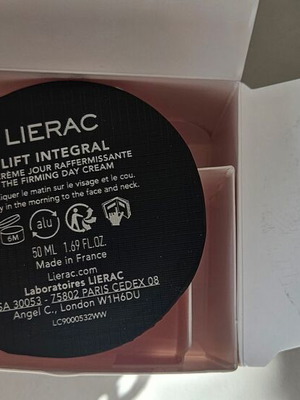 LIERAC
LIFT INTEGRAL
CRÈME JOUR RAFFERMISSANTE
THE FIRMING DAY CREAM
iquer le matin sur le visage et le cou.
y in the morning to the face and neck.
6M alu
50 ML 1.69 FL.OZ.
Made in France
Lierac.com
Laboratoires LIERAC
SA 30053 - 75802 PARIS CEDEX 08
Angel C., London W1H6DU
LC9000532WW